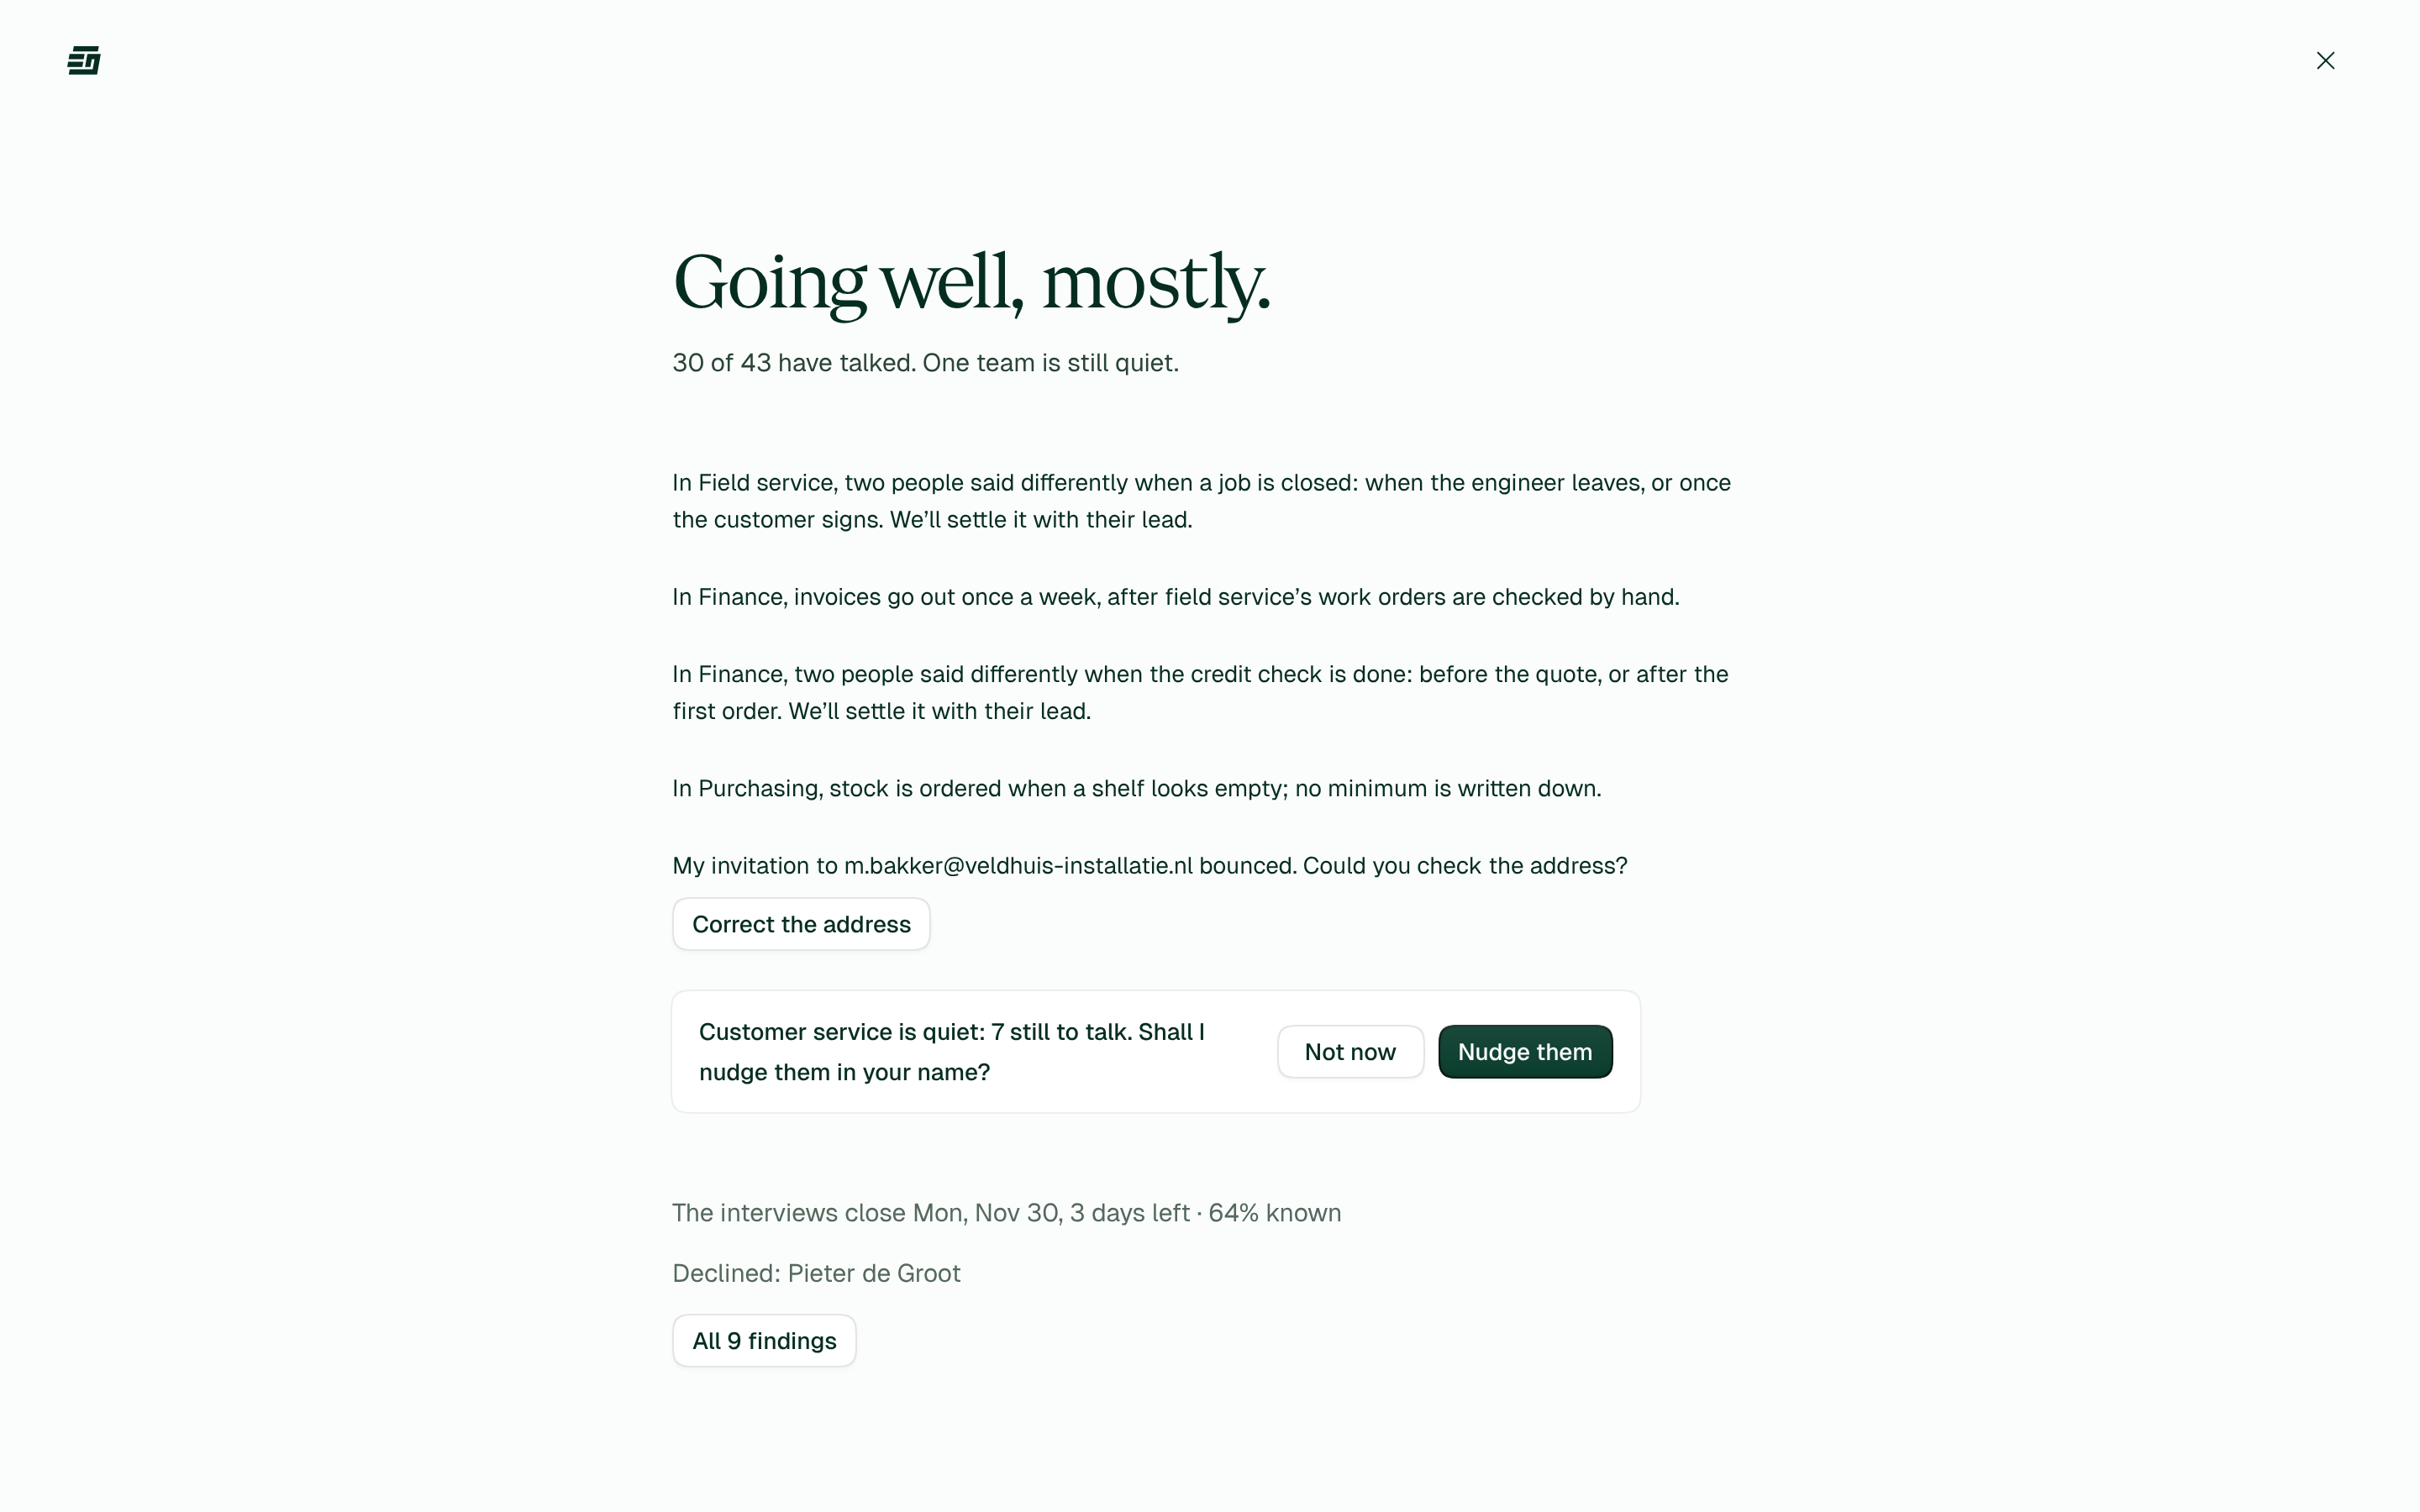 Going well, mostly.
30 of 43 have talked. One team is still quiet.
In Field service, two people said differently when a job is closed: when the engineer leaves, or once
the customer signs. We’ll settle it with their lead.
In Finance, invoices go out once a week, after field service’s work orders are checked by hand.
In Finance, two people said differently when the credit check is done: before the quote, or after the
first order. We’ll settle it with their lead.
In Purchasing, stock is ordered when a shelf looks empty; no minimum is written down.
My invitation to m.bakker@veldhuis-installatie.nl bounced. Could you check the address?
Correct the address
Customer service is quiet: 7 still to talk. Shall I
nudge them in your name?
Not now
Nudge them
The interviews close Mon, Nov 30, 3 days left · 64% known
Declined: Pieter de Groot
All 9 findings